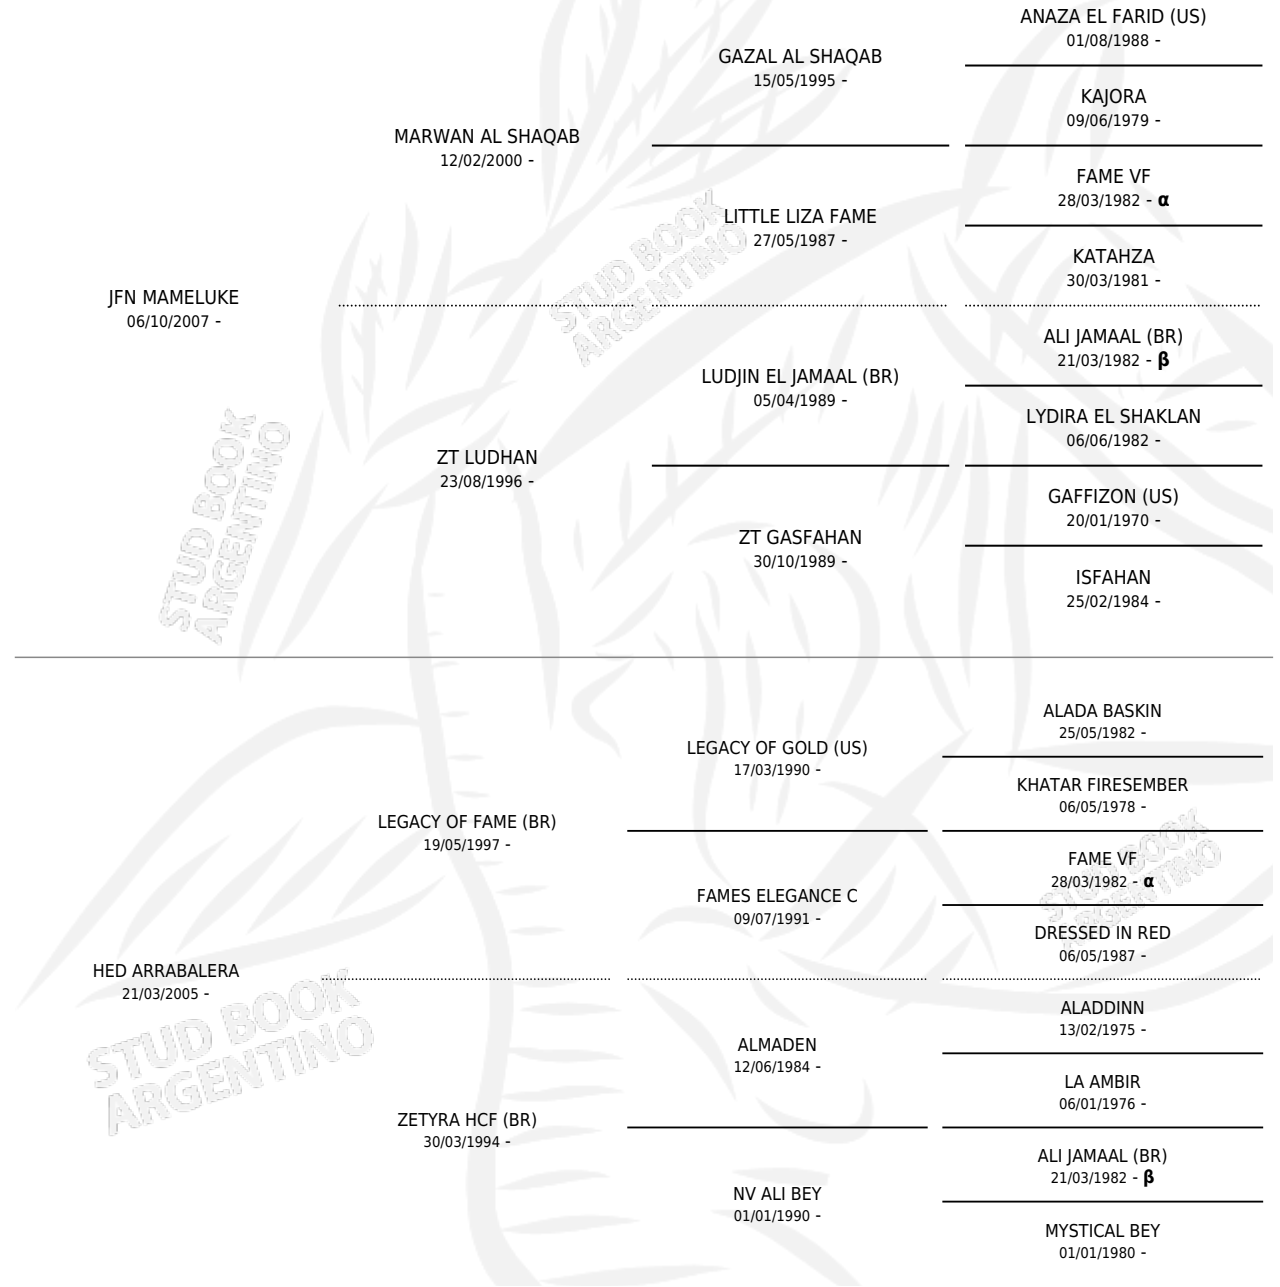 ANAZA EL FARID (US)
01/08/1988 -
GAZAL AL SHAQAB
15/05/1995 -
KAJORA
09/06/1979 -
MARWAN AL SHAQAB
12/02/2000 -
FAME VF
28/03/1982 - α
LITTLE LIZA FAME
27/05/1987 -
KATAHZA
30/03/1981 -
JFN MAMELUKE
06/10/2007 -
ALI JAMAAL (BR)
21/03/1982 - β
LUDJIN EL JAMAAL (BR)
05/04/1989 -
LYDIRA EL SHAKLAN
06/06/1982 -
ZT LUDHAN
23/08/1996 -
GAFFIZON (US)
20/01/1970 -
ZT GASFAHAN
30/10/1989 -
ISFAHAN
25/02/1984 -
STUD BOOK
ARGENTINO
STUD BOOK
ARGENTINO
ALADA BASKIN
25/05/1982 -
LEGACY OF GOLD (US)
17/03/1990 -
KHATAR FIRESEMBER
06/05/1978 -
LEGACY OF FAME (BR)
19/05/1997 -
FAME VF
28/03/1982 - α
FAMES ELEGANCE C
09/07/1991 -
DRESSED IN RED
06/05/1987 -
HED ARRABALERA
21/03/2005 -
ALADDINN
13/02/1975 -
ALMADEN
12/06/1984 -
LA AMBIR
06/01/1976 -
ZETYRA HCF (BR)
30/03/1994 -
ALI JAMAAL (BR)
21/03/1982 - β
NV ALI BEY
01/01/1990 -
MYSTICAL BEY
01/01/1980 -
STUD BOOK
ARGENTINO
STUD BOOK
ARGENTINO